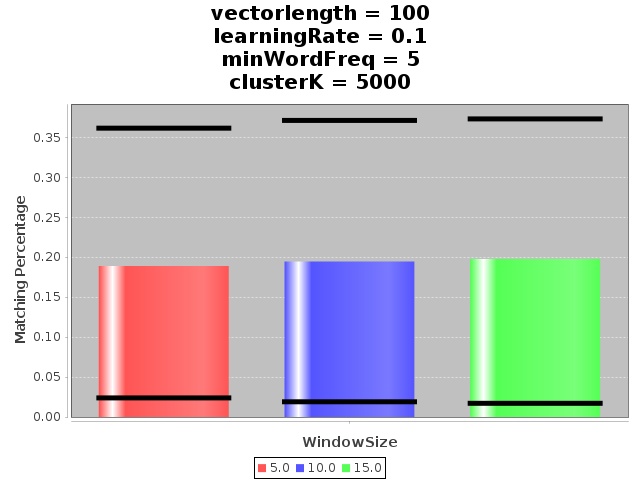 vectorlength = 100
learningRate = 0.1
minWordFreq = 5
clusterK = 5000
Matching Percentage
0.35
0.30
0.25
0.20
0.15
0.10
0.05
0.00
WindowSize
5.0 10.0 15.0